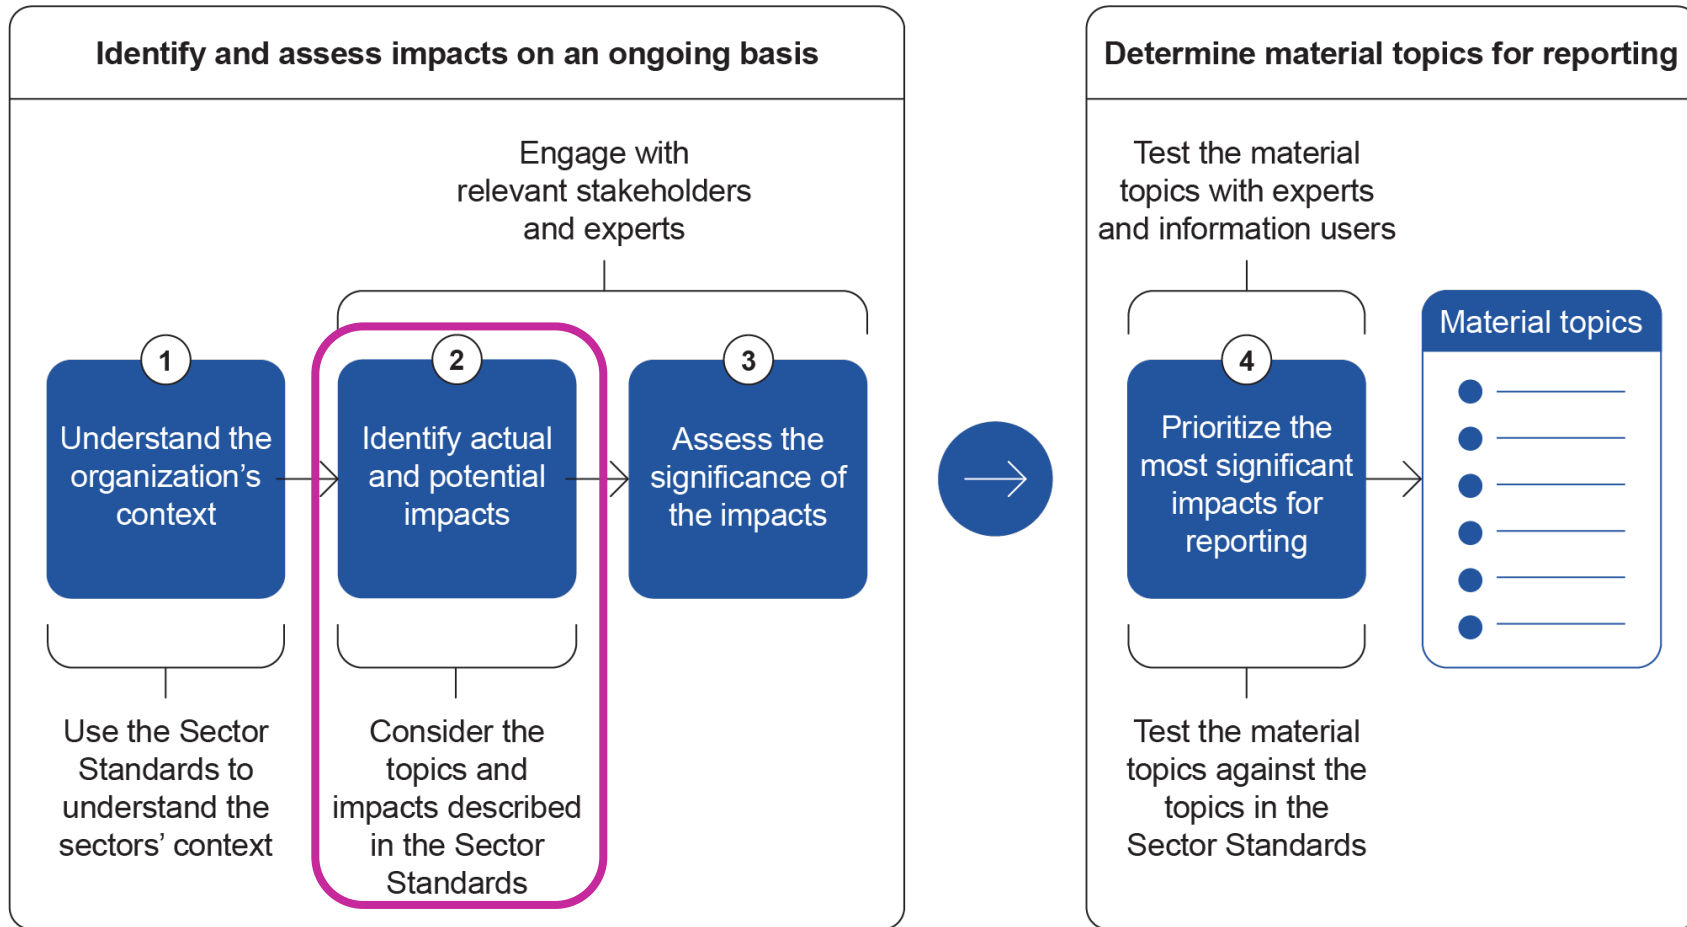 Identify and assess impacts on an ongoing basis
Engage with
relevant stakeholders
and experts
1
Understand the
organization’s
context
Use the Sector
Standards to
understand the
sectors’ context
2
Identify actual
and potential
impacts
Consider the
topics and
impacts described
in the Sector
Standards
3
Assess the
significance of
the impacts
Determine material topics for reporting
Test the material
topics with experts
and information users
4
Prioritize the
most significant
impacts for
reporting
Test the material
topics against the
topics in the
Sector Standards
Material topics